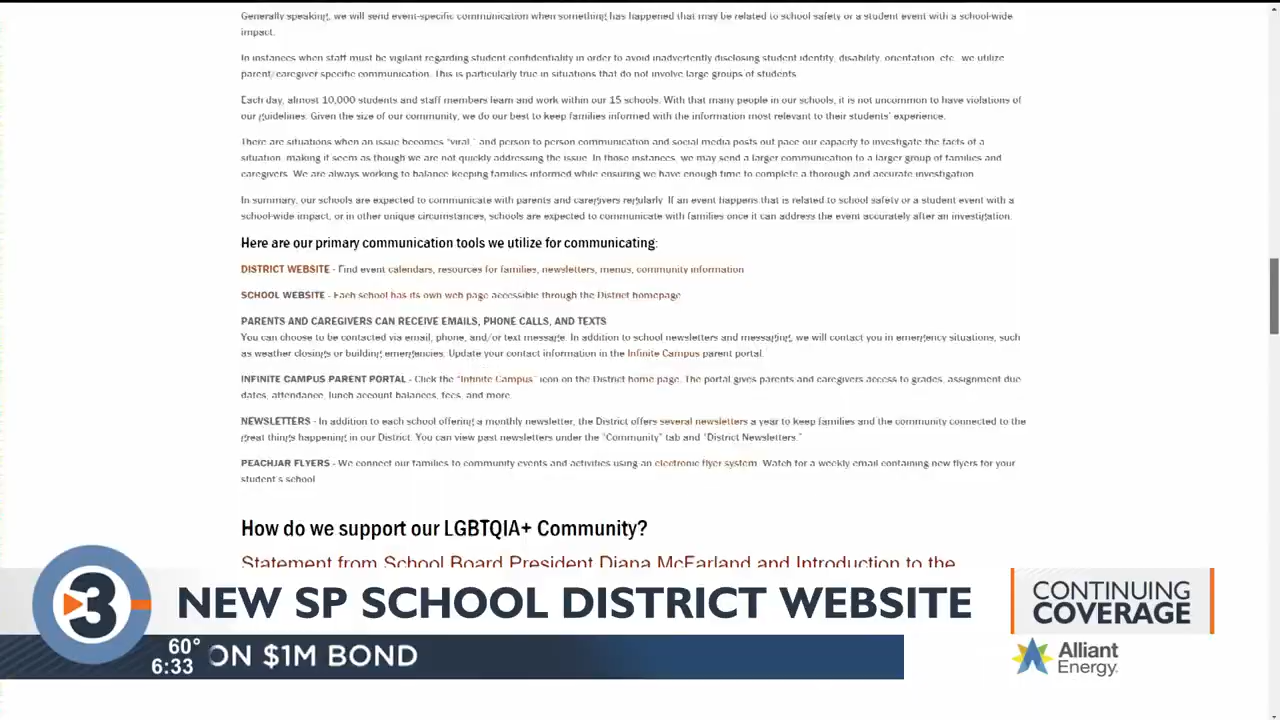 Generally speaking, we will send event-specific communication when something has happened that may be related to school safety or a student event with a school-wide
impact.
In instances when staff must be vigilant regarding student confidentiality in order to avoid inadvertently disclosing student identity, disability, orientation, etc., we utilize
parent/caregiver specific communication. This is particularly true in situations that do not involve large groups of students.
Each day, almost 10,000 students and staff members learn and work within our 15 schools. With that many people in our schools, it is not uncommon to have violations of
our guidelines. Given the size of our community, we do our best to keep families informed with the information most relevant to their students' experience.
There are situations when an issue becomes "viral," and person to person communication and social media posts out pace our capacity to investigate the facts of a
situation, making it seem as though we are not quickly addressing the issue. In those instances, we may send a larger communication to a larger group of families and
caregivers. We are always working to balance keeping families informed while ensuring we have enough time to complete a thorough and accurate investigation.
In summary, our schools are expected to communicate with parents and caregivers regularly. If an event happens that is related to school safety or a student event with a
school-wide impact, or in other unique circumstances, schools are expected to communicate with families once it can address the event accurately after an investigation.
Here are our primary communication tools we utilize for communicating:
DISTRICT WEBSITE - Find event calendars, resources for families, newsletters, menus, community information
SCHOOL WEBSITE - Each school has its own web page accessible through the District homepage
PARENTS AND CAREGIVERS CAN RECEIVE EMAILS, PHONE CALLS, AND TEXTS
You can choose to be contacted via email, phone, and/or text message. In addition to school newsletters and messaging, we will contact you in emergency situations, such
as weather closings or building emergencies. Update your contact information in the Infinite Campus parent portal.
INFINITE CAMPUS PARENT PORTAL - Click the "Infinite Campus" icon on the District home page. The portal gives parents and caregivers access to grades, assignment due
dates, attendance, lunch account balances, fees, and more.
NEWSLETTERS - In addition to each school offering a monthly newsletter, the District offers several newsletters a year to keep families and the community connected to the
great things happening in our District. You can view past newsletters under the "Community" tab and "District Newsletters."
PEACHJAR FLYERS - We connect our families to community events and activities using an electronic flyer system. Watch for a weekly email containing new flyers for your
student's school.
How do we support our LGBTQIA+ Community?
Statement from School Board President Diana McFarland and Introduction to the
3
NEW SP SCHOOL DISTRICT WEBSITE
CONTINUING
COVERAGE
60°
6:33
ON $1M BOND
Alliant
Energy.